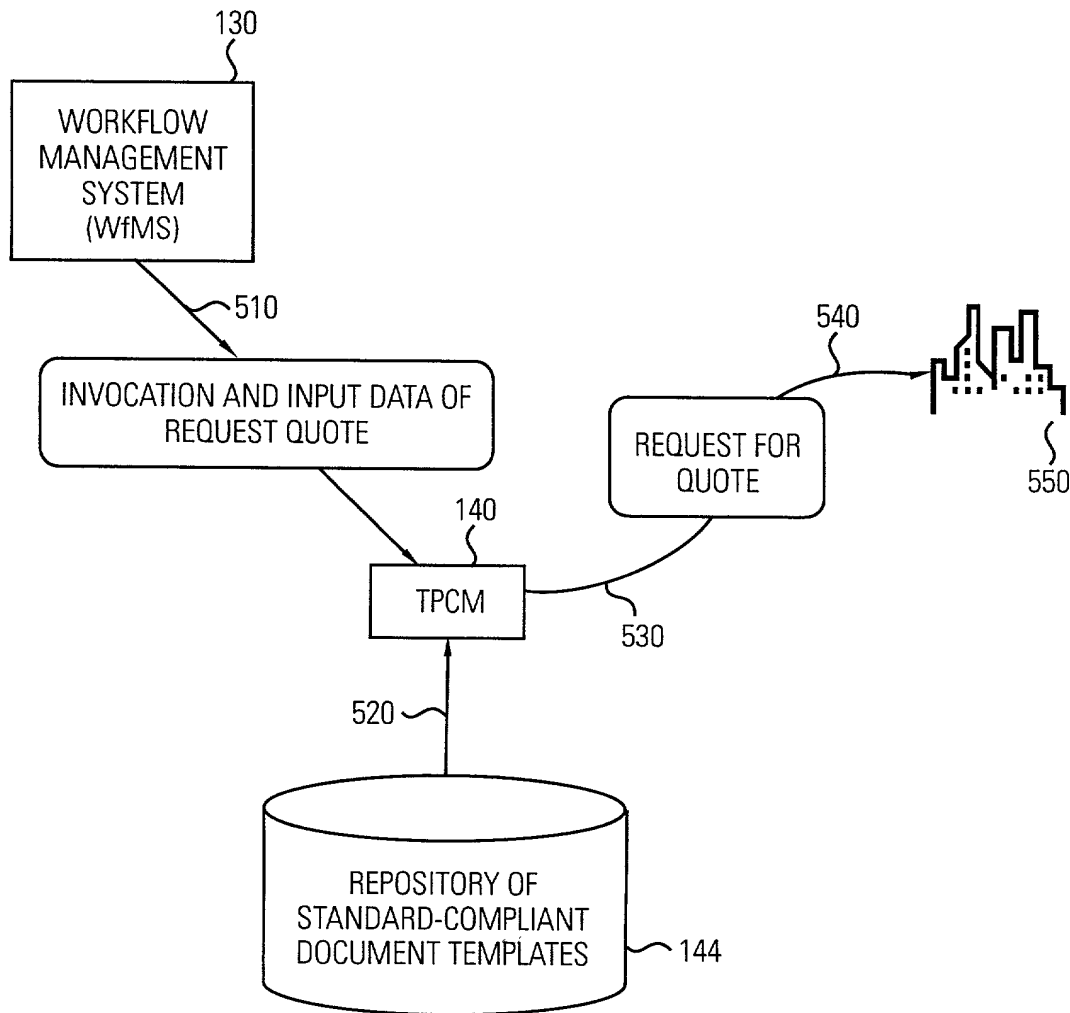 130
WORKFLOW
MANAGEMENT
SYSTEM
(WfMS)
510
INVOCATION AND INPUT DATA OF
REQUEST QUOTE
540
REQUEST FOR
QUOTE
550
140
TPCM
530
520
REPOSITORY OF
STANDARD-COMPLIANT
DOCUMENT TEMPLATES
144